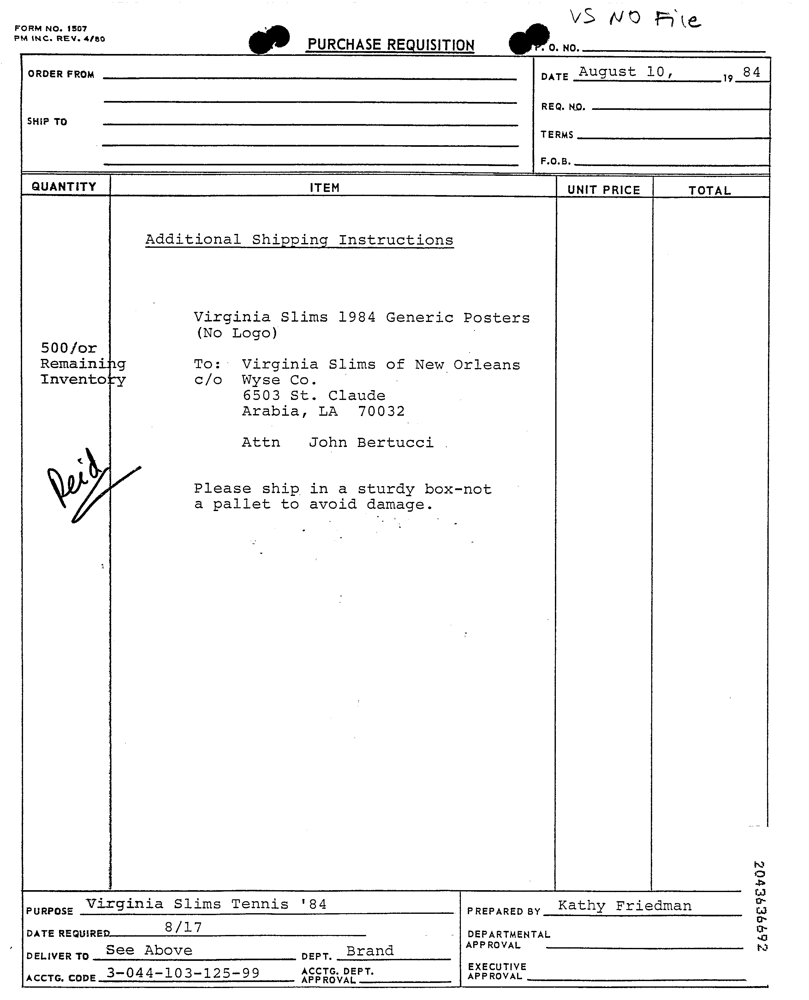 VS NO File
FORM NO. 1507
PM INC. REV. 4/80
PURCHASE REQUISITION
P. O. NO.
ORDER FROM
DATE August 10, 19 84
REQ. NO.
SHIP TO
TERMS
F.O.B.
QUANTITY ITEM UNIT PRICE TOTAL
Additional Shipping Instructions
Virginia Slims 1984 Generic Posters
(No Logo)
500/or
Remaining To: Virginia Slims of New Orleans
Inventory c/o Wyse Co.
6503 St. Claude
Arabia, LA 70032
Attn John Bertucci
Reid
Please ship in a sturdy box-not
a pallet to avoid damage.
2043636692
PURPOSE Virginia Slims Tennis '84
PREPARED BY Kathy Friedman
DATE REQUIRED 8/17
DEPARTMENTAL
APPROVAL
DELIVER TO See Above DEPT. Brand
ACCTG. CODE 3-044-103-125-99 ACCTG. DEPT.
APPROVAL
EXECUTIVE
APPROVAL